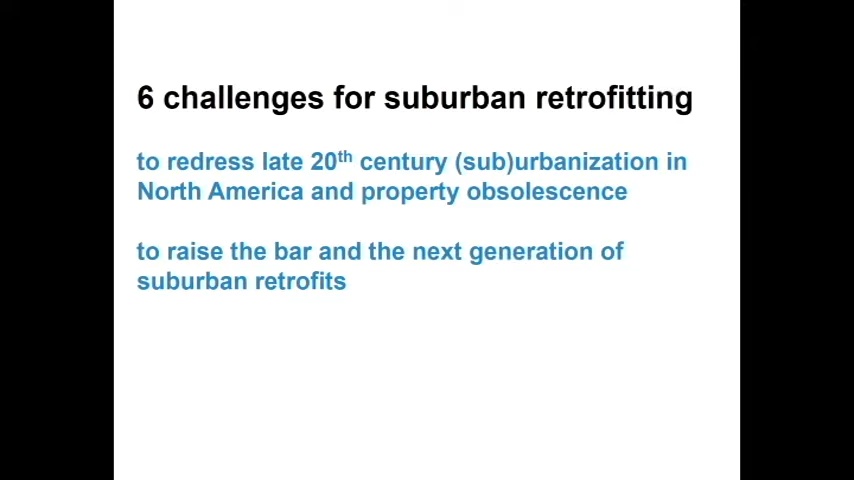 6 challenges for suburban retrofitting
to redress late 20th century (sub)urbanization in
North America and property obsolescence
to raise the bar and the next generation of
suburban retrofits